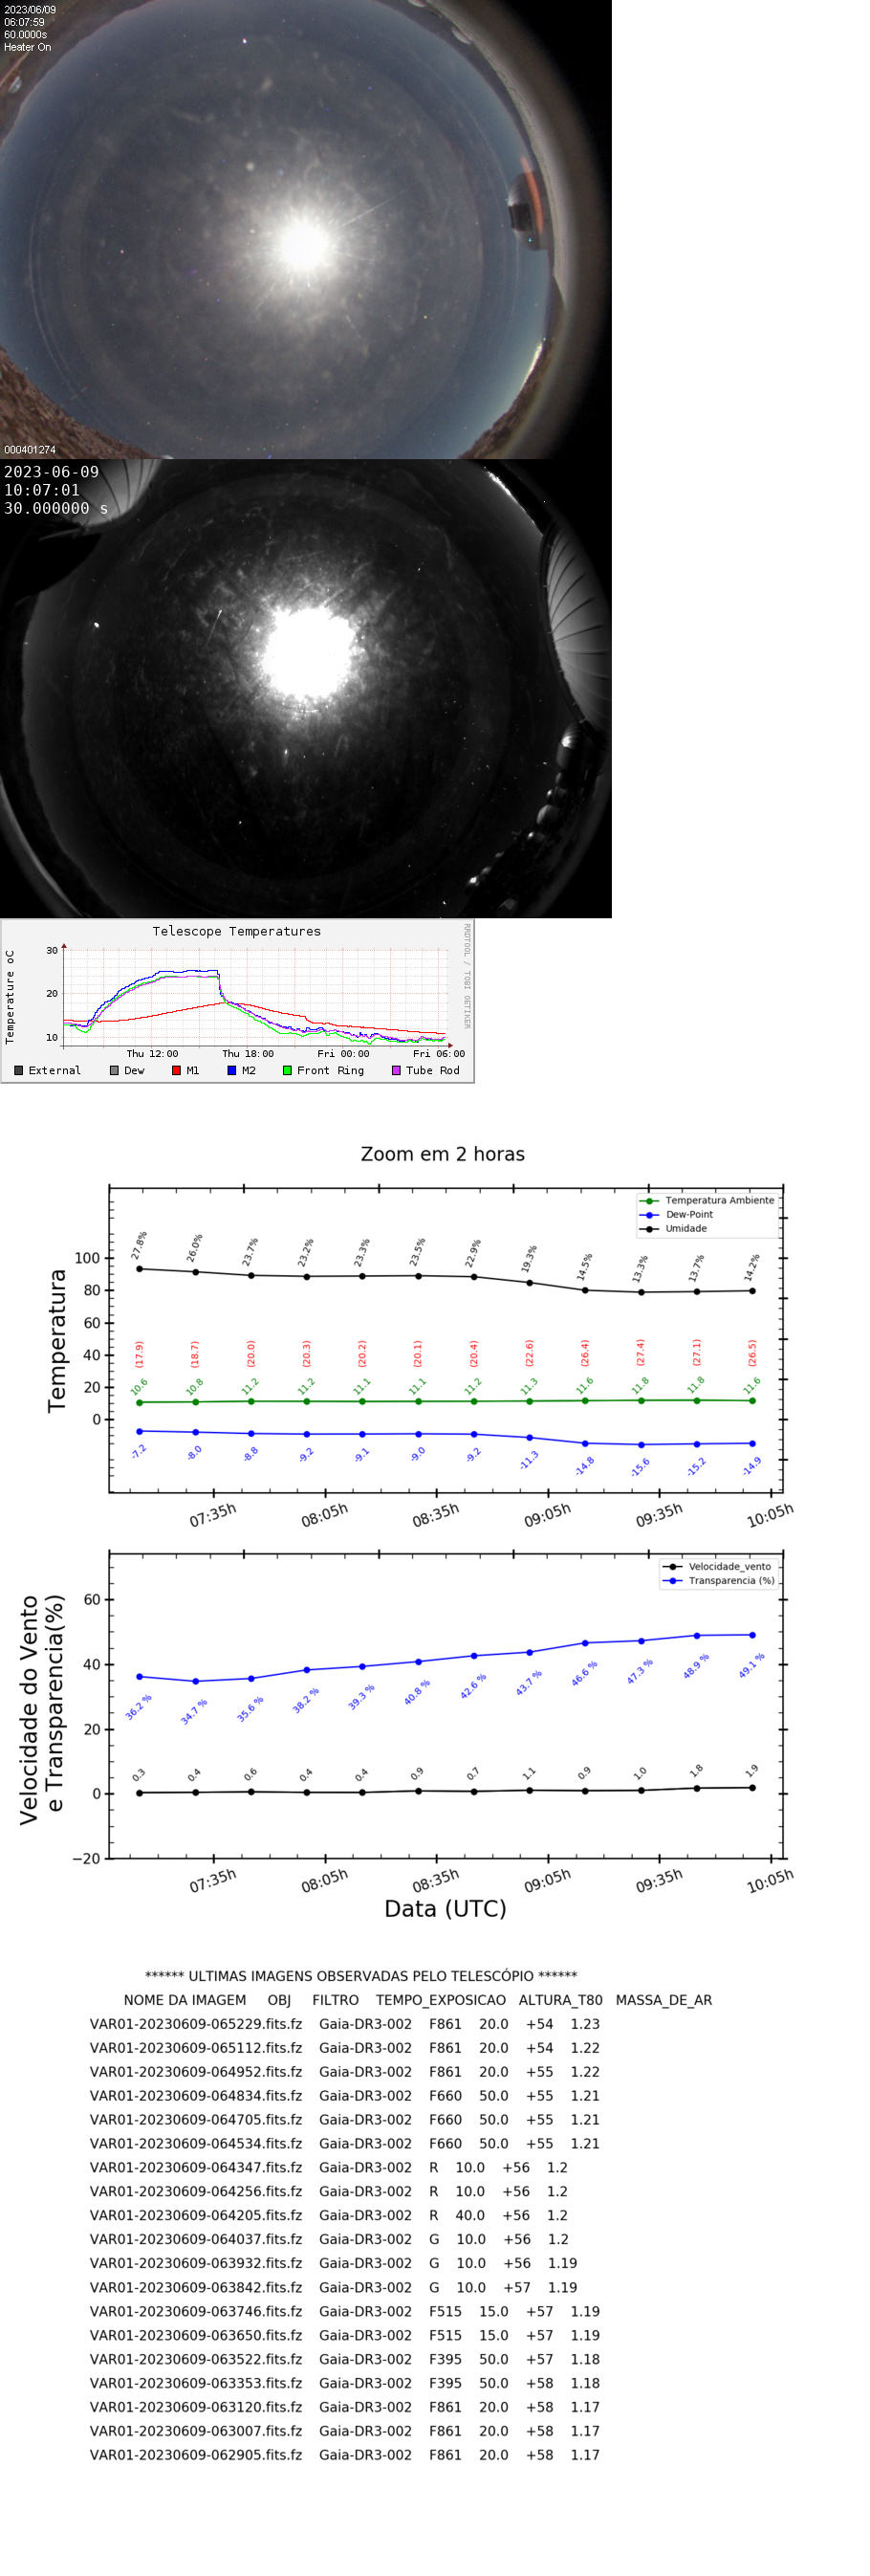 2023/06/09
06:07:59
60.0000s
Heater On
000401274
2023-06-09
10:07:01
30.000000 s
Telescope Temperatures
RRDTOOL / TOBI OETIKER
Temperature oC
30
20
10
Thu 12:00 Thu 18:00 Fri 00:00 Fri 06:00
External Dew M1 M2 Front Ring Tube Rod
Zoom em 2 horas
Temperatura Ambiente
Dew-Point
Umidade
Temperatura
100
80
60
40
20
0
27.8% 26.0% 23.7% 23.2% 23.3% 23.5% 22.9% 19.3% 14.5% 13.3% 13.7% 14.2%
(17.9) (18.7) (20.0) (20.3) (20.2) (20.1) (20.4) (22.6) (26.4) (27.4) (27.1) (26.5)
10.6 10.8 11.2 11.2 11.1 11.1 11.2 11.3 11.6 11.8 11.8 11.6
-7.2 -8.0 -8.8 -9.2 -9.1 -9.0 -9.2 -11.3 -14.8 -15.6 -15.2 -14.9
07:35h 08:05h 08:35h 09:05h 09:35h 10:05h
Velocidade_vento
Transparencia (%)
Velocidade do Vento
e Transparencia(%)
60
40
20
0
−20
36.2 % 34.7 % 35.6 % 38.2 % 39.3 % 40.8 % 42.6 % 43.7 % 46.6 % 47.3 % 48.9 % 49.1 %
0.3 0.4 0.6 0.4 0.4 0.9 0.7 1.1 0.9 1.0 1.8 1.9
07:35h 08:05h 08:35h 09:05h 09:35h 10:05h
Data (UTC)
****** ULTIMAS IMAGENS OBSERVADAS PELO TELESCÓPIO ******
NOME DA IMAGEM OBJ FILTRO TEMPO_EXPOSICAO ALTURA_T80 MASSA_DE_AR
VAR01-20230609-065229.fits.fz Gaia-DR3-002 F861 20.0 +54 1.23
VAR01-20230609-065112.fits.fz Gaia-DR3-002 F861 20.0 +54 1.22
VAR01-20230609-064952.fits.fz Gaia-DR3-002 F861 20.0 +55 1.22
VAR01-20230609-064834.fits.fz Gaia-DR3-002 F660 50.0 +55 1.21
VAR01-20230609-064705.fits.fz Gaia-DR3-002 F660 50.0 +55 1.21
VAR01-20230609-064534.fits.fz Gaia-DR3-002 F660 50.0 +55 1.21
VAR01-20230609-064347.fits.fz Gaia-DR3-002 R 10.0 +56 1.2
VAR01-20230609-064256.fits.fz Gaia-DR3-002 R 10.0 +56 1.2
VAR01-20230609-064205.fits.fz Gaia-DR3-002 R 40.0 +56 1.2
VAR01-20230609-064037.fits.fz Gaia-DR3-002 G 10.0 +56 1.2
VAR01-20230609-063932.fits.fz Gaia-DR3-002 G 10.0 +56 1.19
VAR01-20230609-063842.fits.fz Gaia-DR3-002 G 10.0 +57 1.19
VAR01-20230609-063746.fits.fz Gaia-DR3-002 F515 15.0 +57 1.19
VAR01-20230609-063650.fits.fz Gaia-DR3-002 F515 15.0 +57 1.19
VAR01-20230609-063522.fits.fz Gaia-DR3-002 F395 50.0 +57 1.18
VAR01-20230609-063353.fits.fz Gaia-DR3-002 F395 50.0 +58 1.18
VAR01-20230609-063120.fits.fz Gaia-DR3-002 F861 20.0 +58 1.17
VAR01-20230609-063007.fits.fz Gaia-DR3-002 F861 20.0 +58 1.17
VAR01-20230609-062905.fits.fz Gaia-DR3-002 F861 20.0 +58 1.17